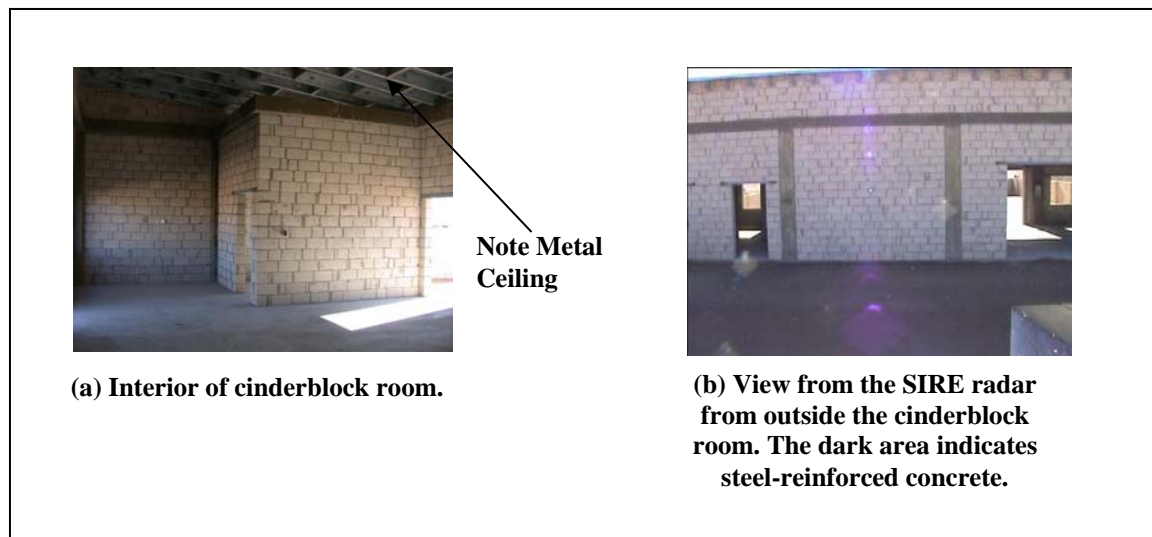 Note Metal
Ceiling
(a) Interior of cinderblock room.
(b) View from the SIRE radar
from outside the cinderblock
room. The dark area indicates
steel-reinforced concrete.